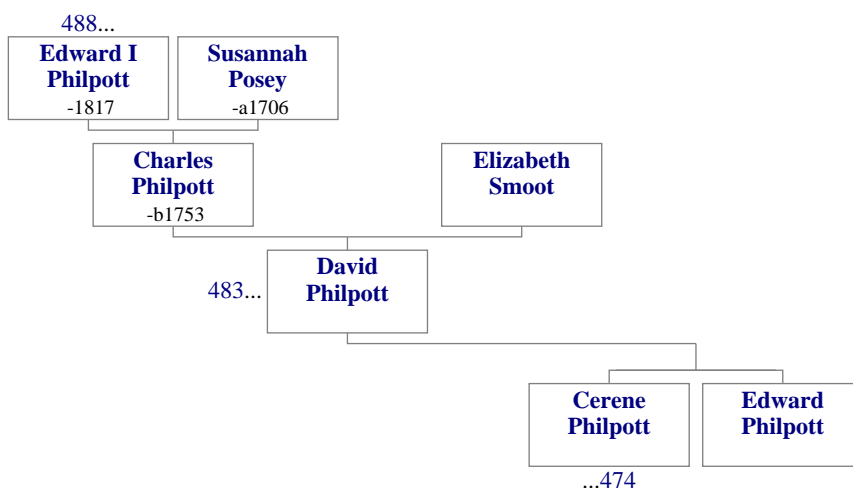 488...
Edward I
Philpott
-1817
Susannah
Posey
-a1706
Charles
Philpott
-b1753
Elizabeth
Smoot
483...
David
Philpott
Cerene
Philpott
Edward
Philpott
...474